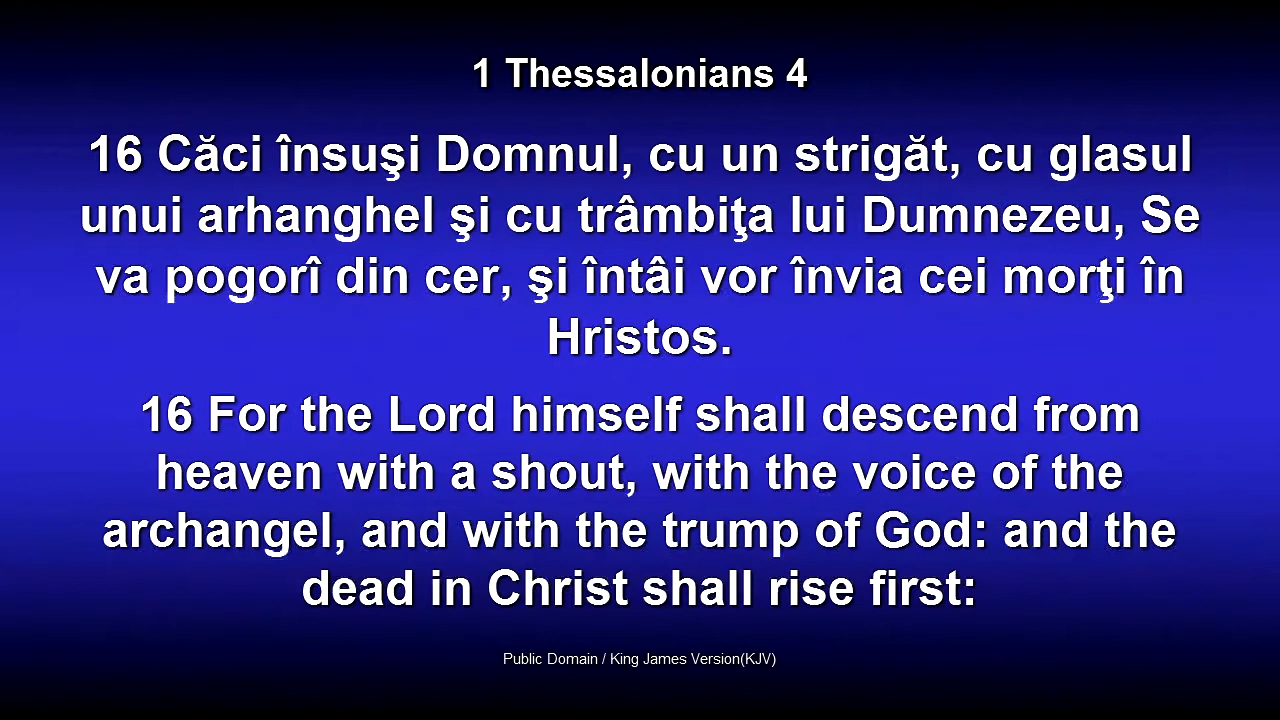 1 Thessalonians 4
16 Căci însuşi Domnul, cu un strigăt, cu glasul
unui arhanghel şi cu trâmbiţa lui Dumnezeu, Se
va pogorî din cer, şi întâi vor învia cei morţi în
Hristos.
16 For the Lord himself shall descend from
heaven with a shout, with the voice of the
archangel, and with the trump of God: and the
dead in Christ shall rise first:
Public Domain / King James Version(KJV)